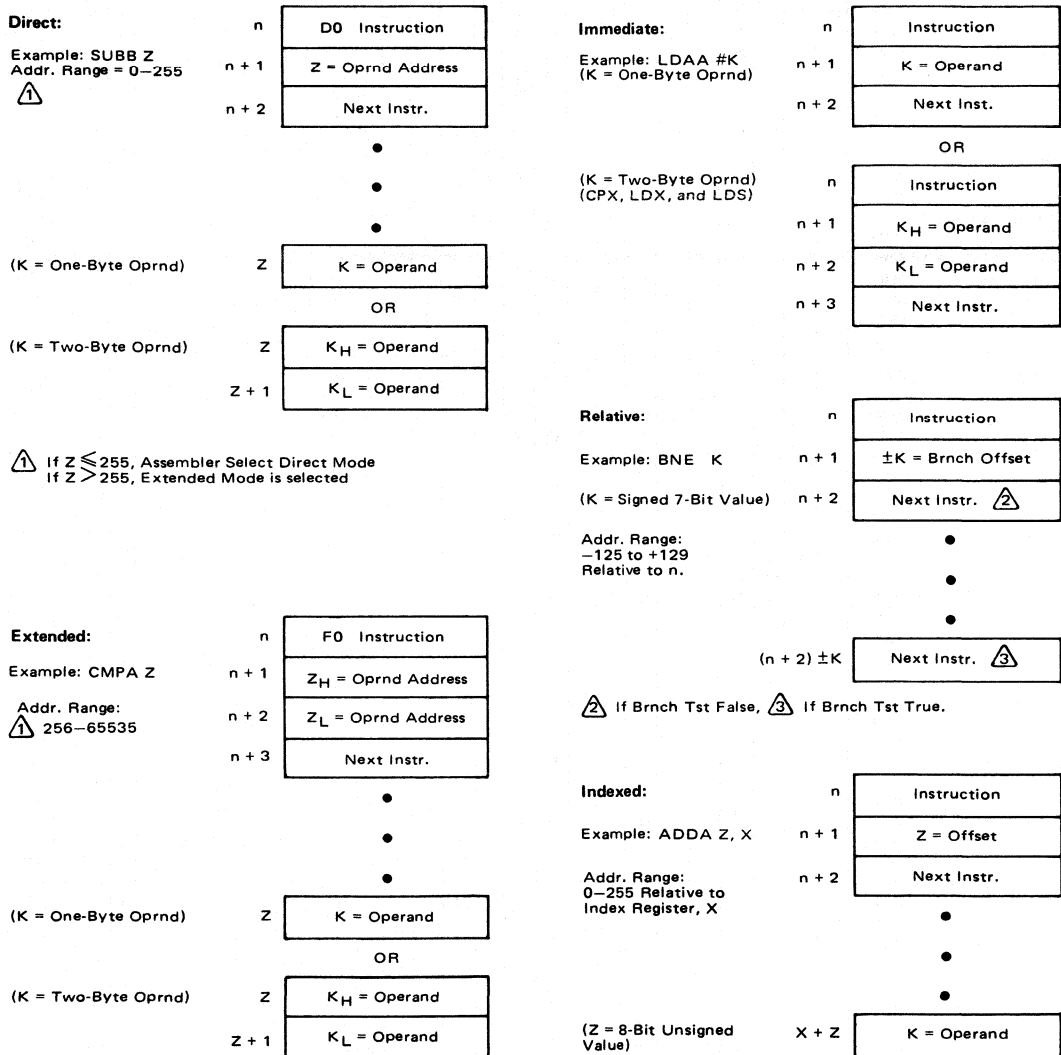 Direct:
n
D0 Instruction
Example: SUBB Z
Addr. Range = 0–255
1
n + 1
Z = Oprnd Address
n + 2
Next Instr.
(K = One-Byte Oprnd)
Z
K = Operand
OR
(K = Two-Byte Oprnd)
Z
KH = Operand
Z + 1
KL = Operand
1 If Z ≤ 255, Assembler Select Direct Mode
If Z > 255, Extended Mode is selected
Extended:
n
F0 Instruction
Example: CMPA Z
n + 1
ZH = Oprnd Address
Addr. Range:
1 256–65535
n + 2
ZL = Oprnd Address
n + 3
Next Instr.
(K = One-Byte Oprnd)
Z
K = Operand
OR
(K = Two-Byte Oprnd)
Z
KH = Operand
Z + 1
KL = Operand
Immediate:
n
Instruction
Example: LDAA #K
(K = One-Byte Oprnd)
n + 1
K = Operand
n + 2
Next Inst.
OR
(K = Two-Byte Oprnd)
(CPX, LDX, and LDS)
n
Instruction
n + 1
KH = Operand
n + 2
KL = Operand
n + 3
Next Instr.
Relative:
n
Instruction
Example: BNE K
n + 1
±K = Brnch Offset
(K = Signed 7-Bit Value)
n + 2
Next Instr. 2
Addr. Range:
–125 to +129
Relative to n.
(n + 2) ±K
Next Instr. 3
2 If Brnch Tst False, 3 If Brnch Tst True.
Indexed:
n
Instruction
Example: ADDA Z, X
n + 1
Z = Offset
Addr. Range:
0–255 Relative to
Index Register, X
n + 2
Next Instr.
(Z = 8-Bit Unsigned
Value)
X + Z
K = Operand